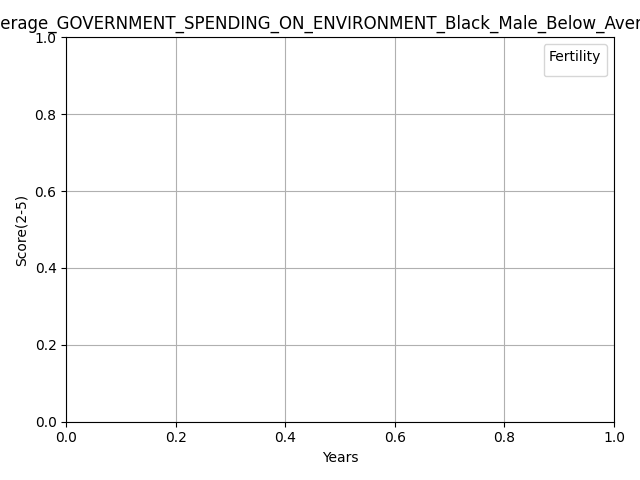 erage_GOVERNMENT_SPENDING_ON_ENVIRONMENT_Black_Male_Below_Aver
Fertility
1.0
0.8
0.6
0.4
0.2
0.0
Score(2-5)
0.0 0.2 0.4 0.6 0.8 1.0
Years